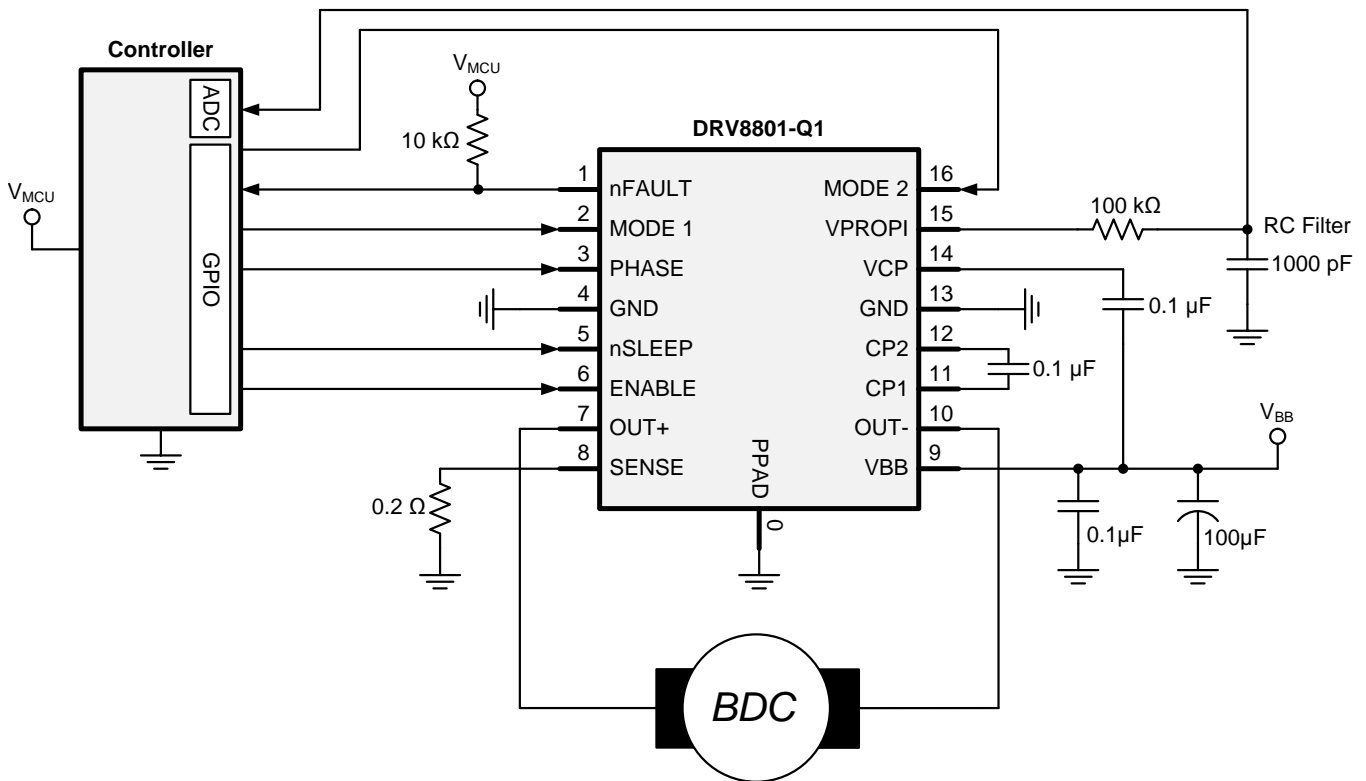 Controller
ADC
GPIO
V_MCU
V_MCU
10 kΩ
DRV8801-Q1
1
nFAULT
2
MODE 1
3
PHASE
4
GND
5
nSLEEP
6
ENABLE
7
OUT+
8
SENSE
0.2 Ω
PPAD
0
MODE 2
16
VPROPI
15
VCP
14
GND
13
CP2
12
CP1
11
OUT-
10
VBB
9
100 kΩ
RC Filter
1000 pF
0.1 µF
0.1 µF
V_BB
0.1µF
100µF
BDC